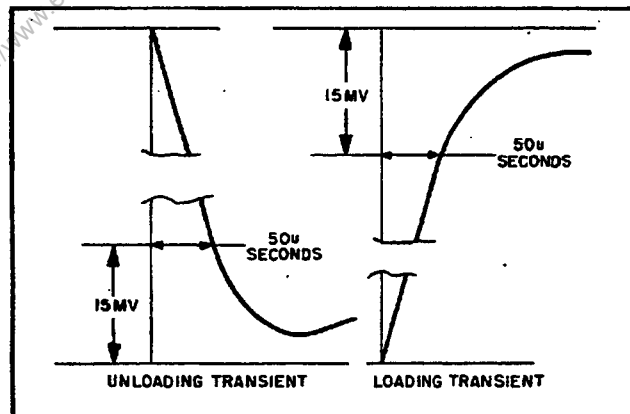 15MV
50u
SECONDS
UNLOADING TRANSIENT
15MV
50u
SECONDS
LOADING TRANSIENT